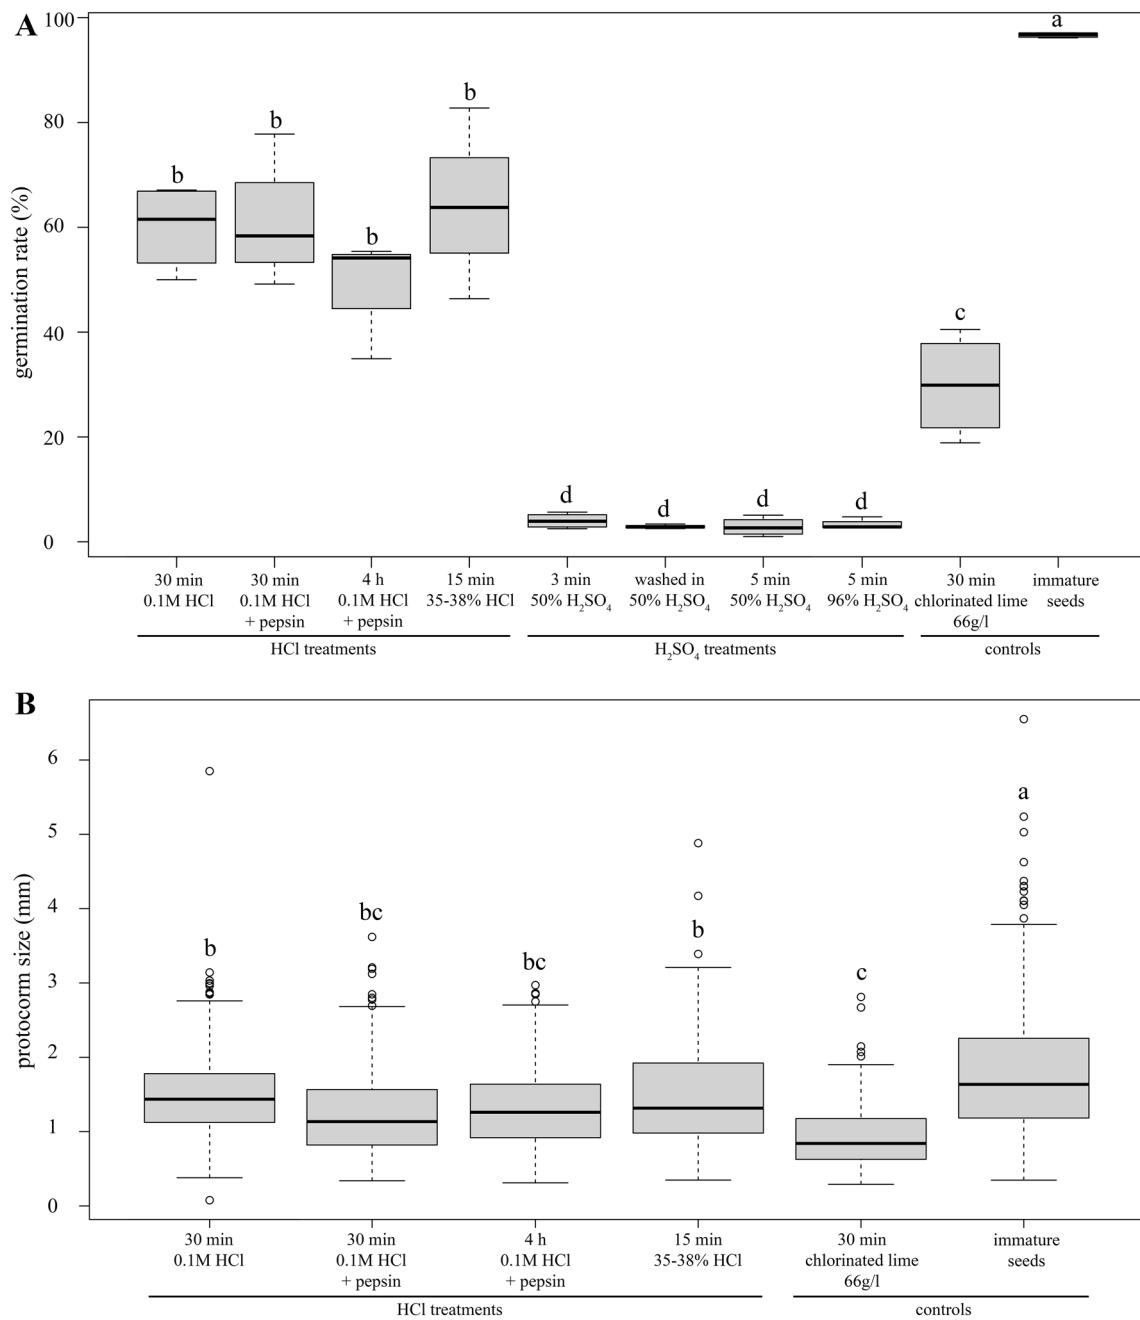 A
germination rate (%)
100
80
60
40
20
0
b
b
b
b
d
d
d
d
c
a
30 min
0.1M HCl
30 min
0.1M HCl
+ pepsin
4 h
0.1M HCl
+ pepsin
15 min
35-38% HCl
3 min
50% H₂SO₄
washed in
50% H₂SO₄
5 min
50% H₂SO₄
5 min
96% H₂SO₄
30 min
chlorinated lime
66g/l
immature
seeds
HCl treatments
H₂SO₄ treatments
controls
B
protocorm size (mm)
6
5
4
3
2
1
0
b
bc
bc
b
c
a
30 min
0.1M HCl
30 min
0.1M HCl
+ pepsin
4 h
0.1M HCl
+ pepsin
15 min
35-38% HCl
30 min
chlorinated lime
66g/l
immature
seeds
HCl treatments
controls